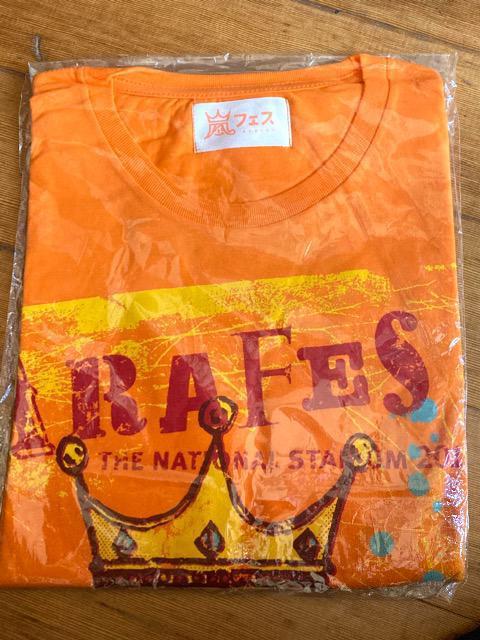 嵐フェス
ARAFES
THE NATIONAL STADIUM